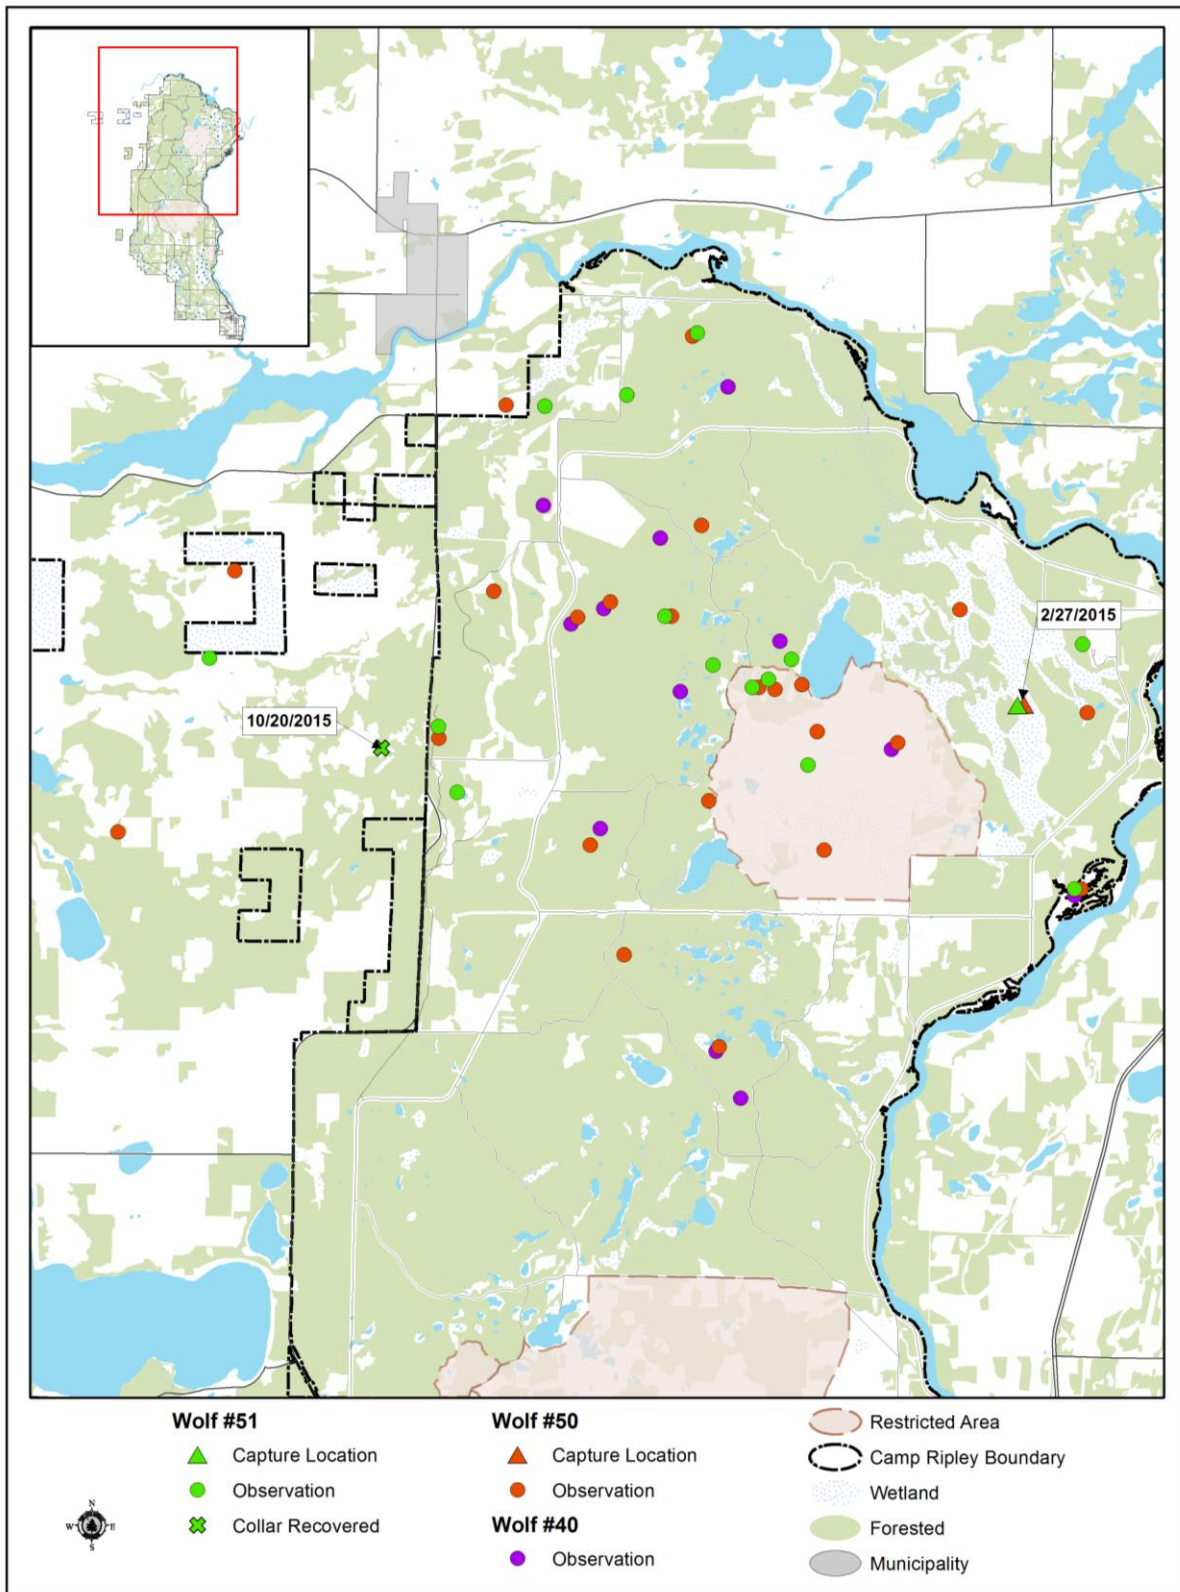 2/27/2015
10/20/2015
Wolf #51
Capture Location
Observation
Collar Recovered
Wolf #50
Capture Location
Observation
Wolf #40
Observation
Restricted Area
Camp Ripley Boundary
Wetland
Forested
Municipality
N
W E
S